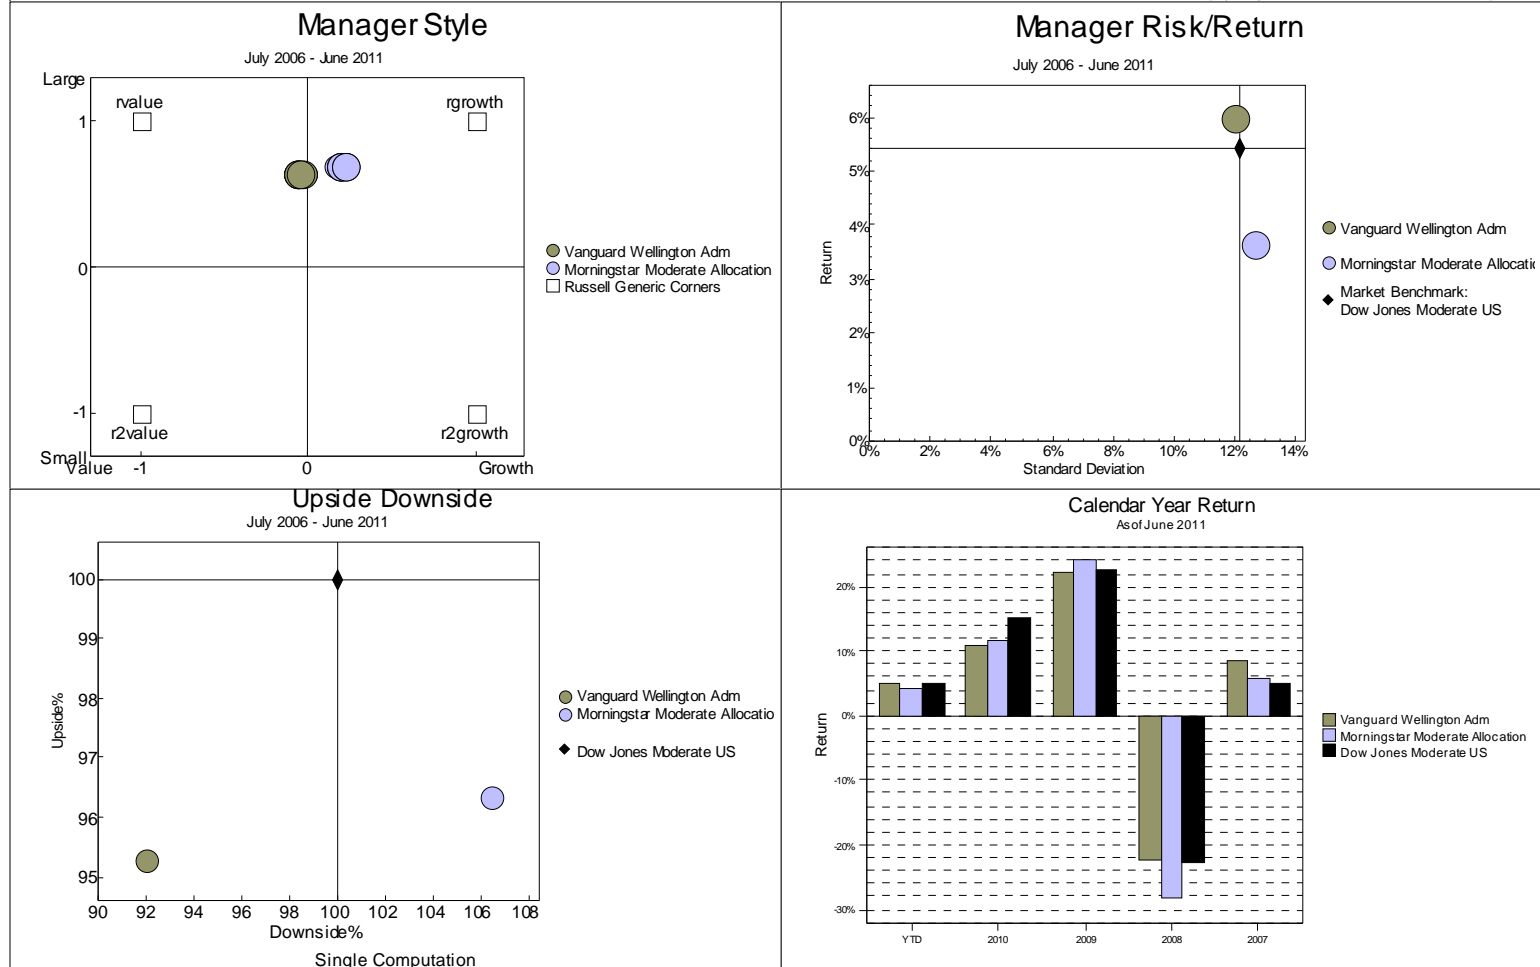 Manager Style
July 2006 - June 2011
Large
rvalue
rgrowth
1
0
-1
r2value
r2growth
Small
Value
-1
0
Growth
Vanguard Wellington Adm
Morningstar Moderate Allocation
Russell Generic Corners
Manager Risk/Return
July 2006 - June 2011
6%
5%
4%
3%
2%
1%
0%
Return
0%
2%
4%
6%
8%
10%
12%
14%
Standard Deviation
Vanguard Wellington Adm
Morningstar Moderate Allocatio
Market Benchmark:
Dow Jones Moderate US
Upside Downside
July 2006 - June 2011
100
99
98
97
96
95
Upside%
90
92
94
96
98
100
102
104
106
108
Downside%
Single Computation
Vanguard Wellington Adm
Morningstar Moderate Allocatio
Dow Jones Moderate US
Calendar Year Return
As of June 2011
20%
10%
0%
-10%
-20%
-30%
Return
YTD
2010
2009
2008
2007
Vanguard Wellington Adm
Morningstar Moderate Allocation
Dow Jones Moderate US